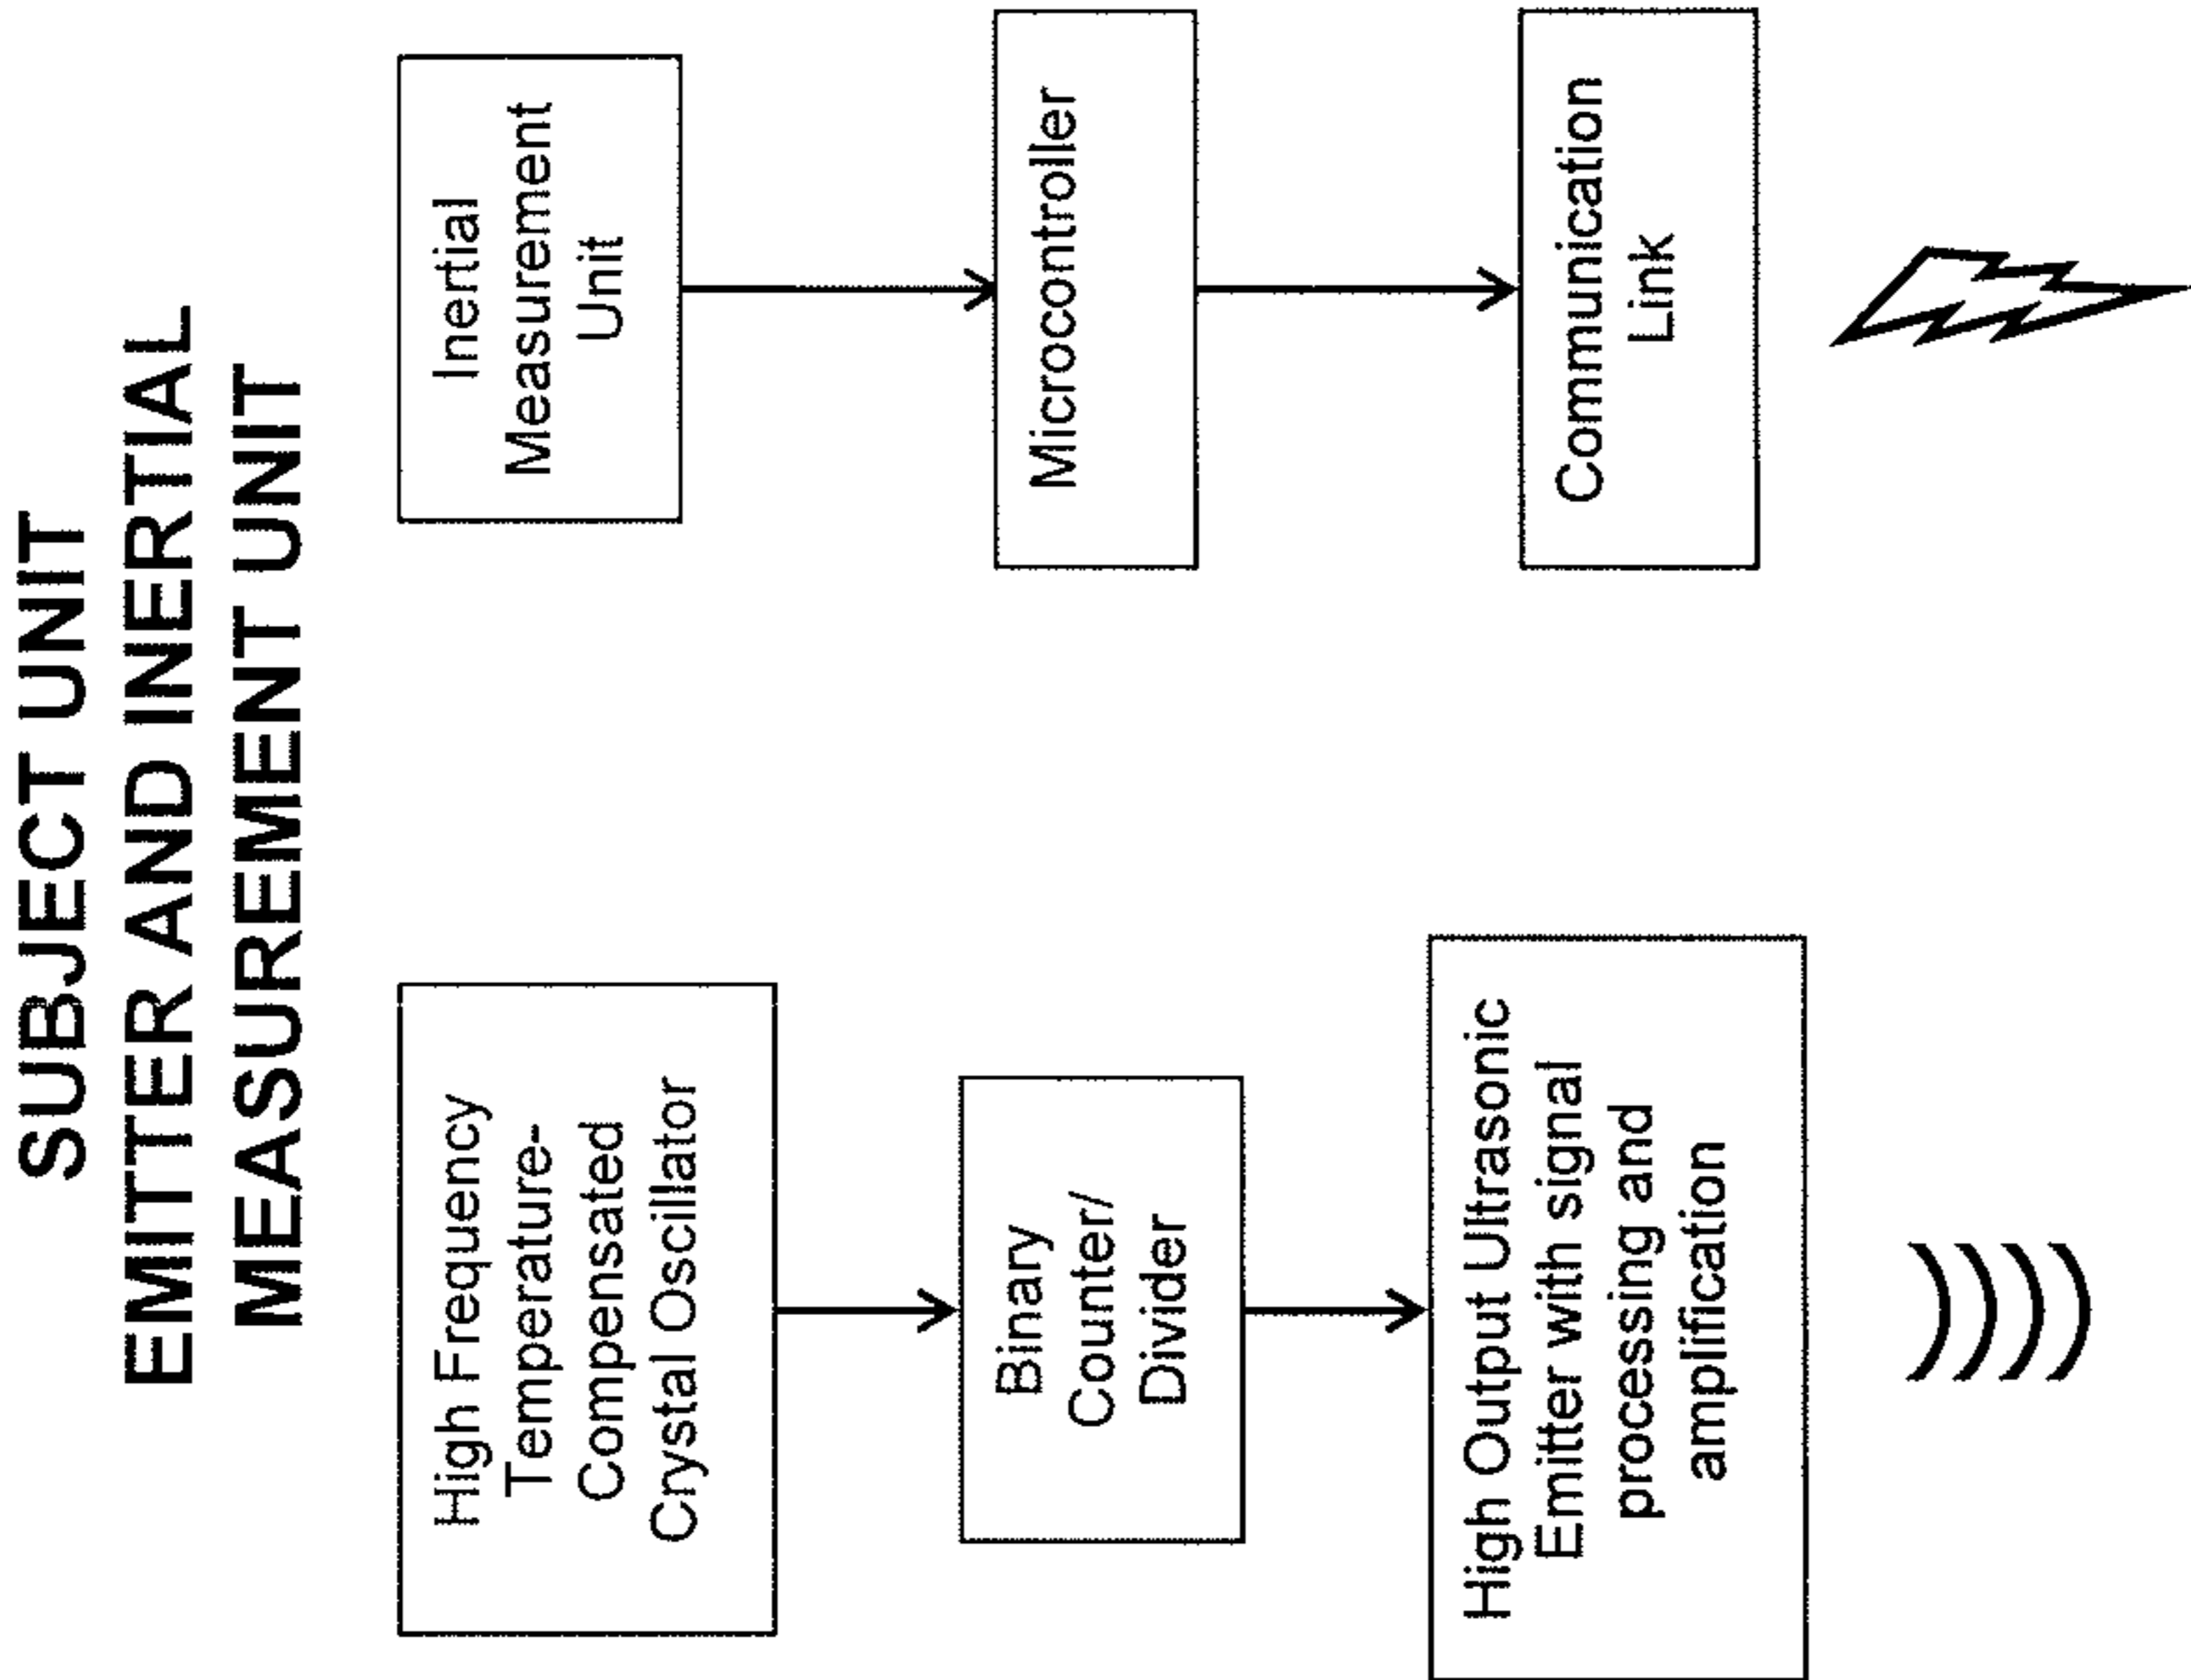 SUBJECT UNIT
EMITTER AND INERTIAL
MEASUREMENT UNIT
High Frequency
Temperature-
Compensated
Crystal Oscillator
Binary
Counter/
Divider
High Output Ultrasonic
Emitter with signal
processing and
amplification
Inertial
Measurement
Unit
Microcontroller
Communication
Link